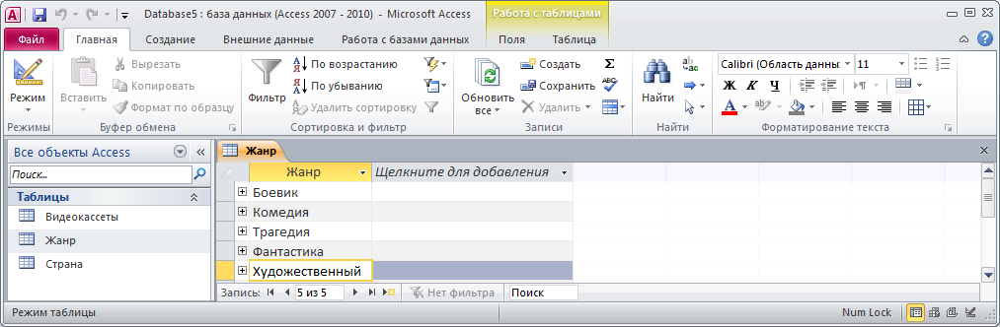 Database5 : база данных (Access 2007 - 2010) - Microsoft Access
Работа с таблицами
Файл Главная Создание Внешние данные Работа с базами данных Поля Таблица
Режим
Режимы
Вставить
Вырезать
Копировать
Формат по образцу
Буфер обмена
Фильтр
По возрастанию
По убыванию
Удалить сортировку
Сортировка и фильтр
Обновить все
Создать
Сохранить
Удалить
Записи
Найти
Найти
Calibri (Область данны 11
Ж К Ч
Форматирование текста
Все объекты Access
Поиск...
Таблицы
Видеокассеты
Жанр
Страна
Жанр
Жанр Щелкните для добавления
Боевик
Комедия
Трагедия
Фантастика
Художественный
Запись: 5 из 5 Нет фильтра Поиск
Режим таблицы Num Lock